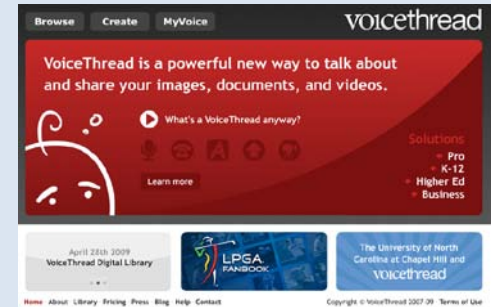 Browse Create MyVoice voicethread
VoiceThread is a powerful new way to talk about
and share your images, documents, and videos.
What's a VoiceThread anyway?
Learn more
Solutions
Pro
K-12
Higher Ed
Business
April 28th 2009
VoiceThread Digital Library
LPGA
FANBOOK
The University of North
Carolina at Chapel Hill and
voicethread
Home About Library Pricing Press Blog Help Contact Copyright © VoiceThread 2007-09 Terms of Use